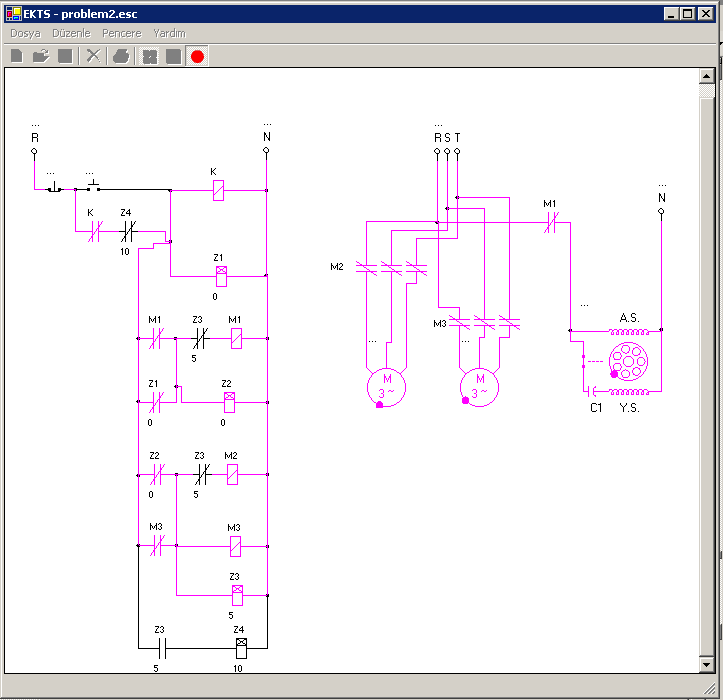 EKTS - problem2.esc
Dosya Düzenle Pencere Yardım
... ... ...
R N R S T
... ...
K
... N
M1
K Z4
10
Z1
0
M2
...
M1 Z3 M1
5
A.S.
M3
... ...
M M
3 ~ 3 ~
Z1 Z2
0 0
C1 Y.S.
Z2 Z3 M2
0 5
M3 M3
Z3
5
Z3 Z4
5 10